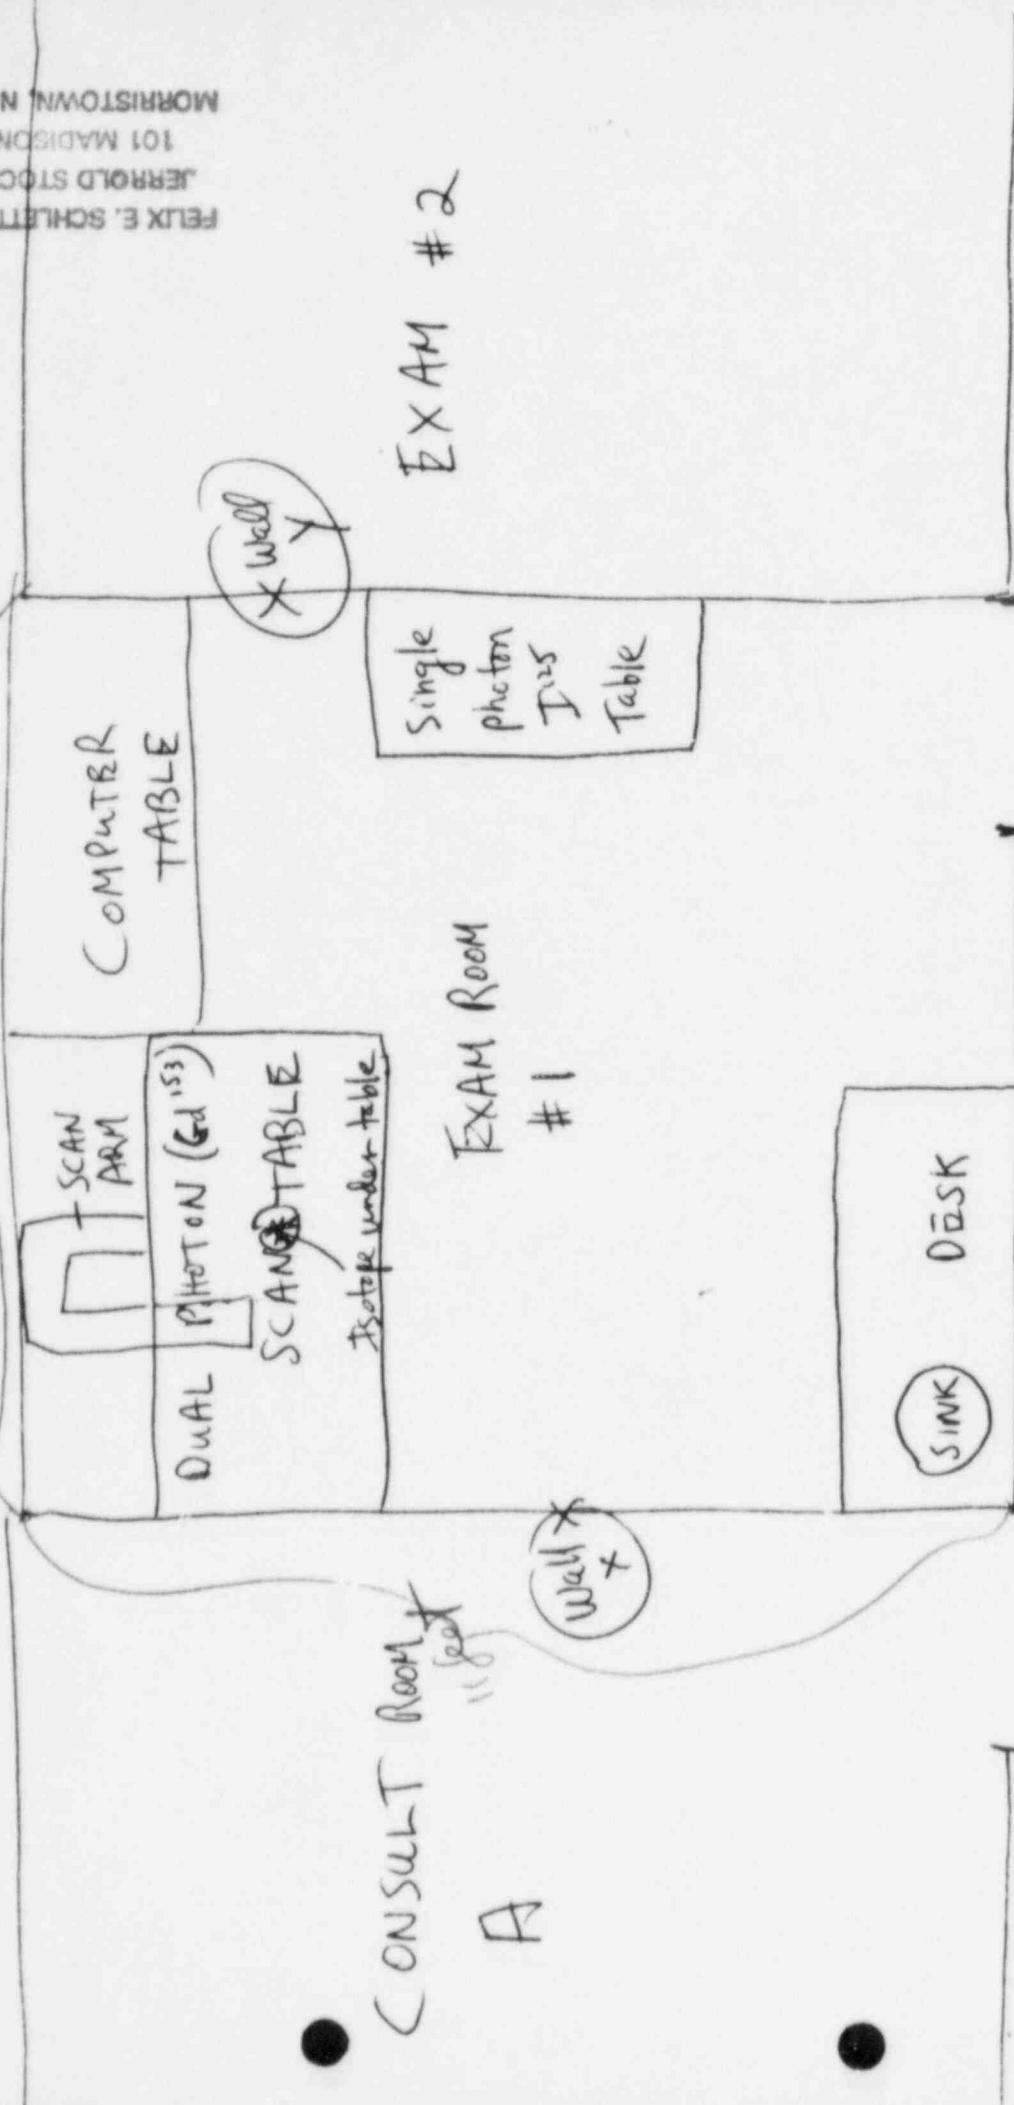 FELIX E. SCHLETT
JERROLD STOC
101 MADISON
MORRISTOWN, N
CONSULT ROOM
A
11 feet
Wall
X
X
SCAN
ARM
DUAL PHOTON (Gd153)
SCAN TABLE
Isotope under table
COMPUTER
TABLE
EXAM ROOM
#1
SINK
DESK
Single
photon
I125
Table
X Wall
Y
EXAM #2